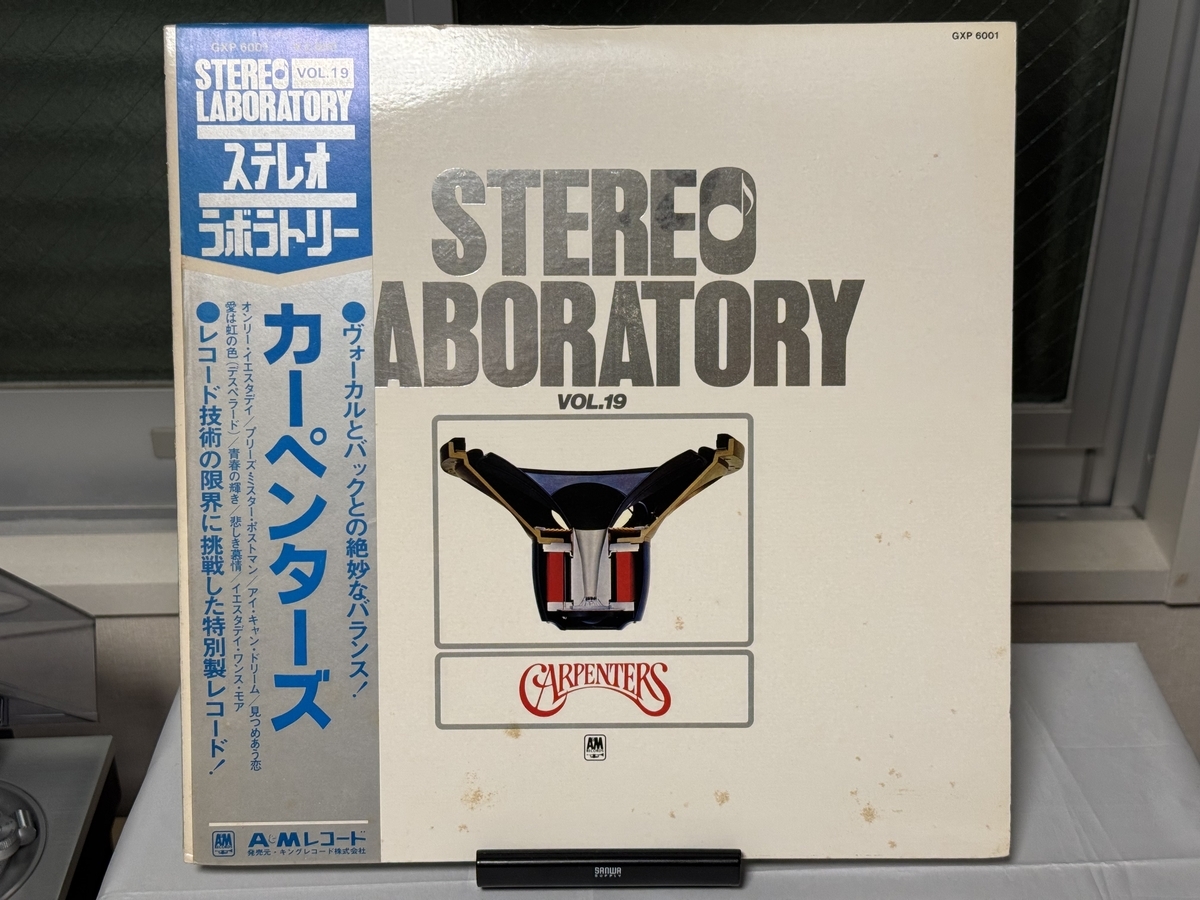 GXP 6001
GXP 6001
STEREO VOL.19
LABORATORY
ステレオ
ラボラトリー
●ヴォーカルとバックとの絶妙なバランス!
カーペンターズ
オンリー・イエスタデイ/プリーズ・ミスター・ポストマン/アイ・キャン・ドリーム/見つめあう恋
愛は虹の色(デスペラード)/青春の輝き/悲しき慕情/イエスタデイ・ワンス・モア
●レコード技術の限界に挑戦した特別製レコード!
A&Mレコード
発売元・キングレコード株式会社
STEREO
ABORATORY
VOL.19
CARPENTERS
A&M
SANWA
SUPPLY